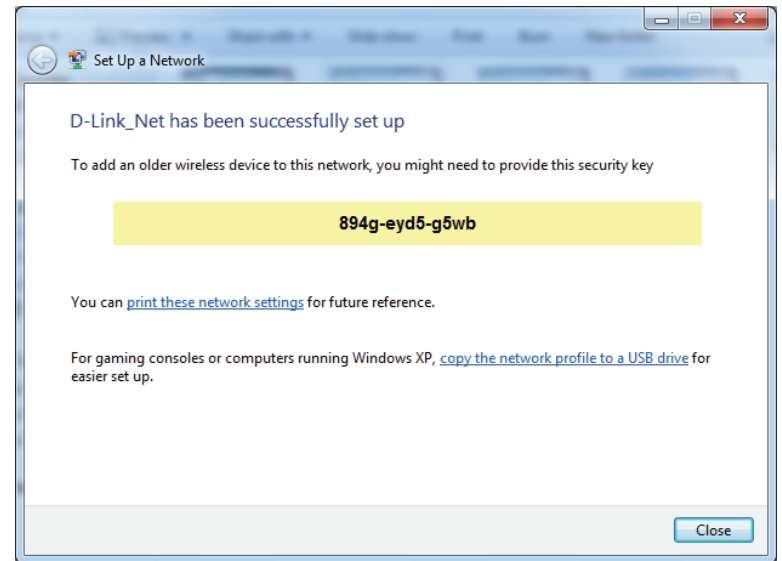 Set Up a Network
D-Link_Net has been successfully set up
To add an older wireless device to this network, you might need to provide this security key
894g-eyd5-g5wb
You can print these network settings for future reference.
For gaming consoles or computers running Windows XP, copy the network profile to a USB drive for
easier set up.
Close